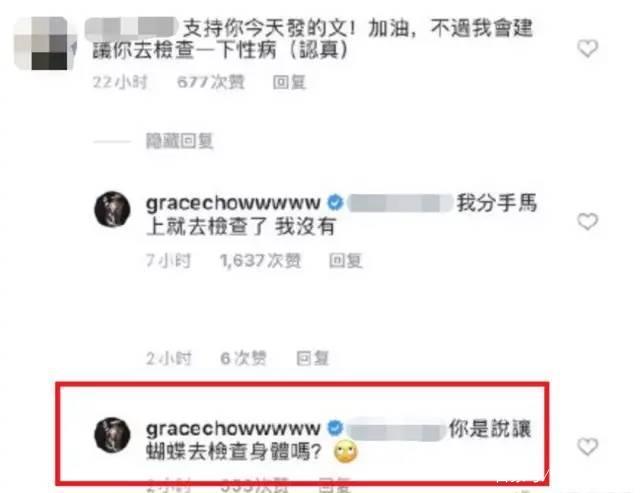 支持你今天發的文！加油，不過我會建
議你去檢查一下性病（認真）
22小时 677次赞 回复
隐藏回复
gracechowwwwww 我分手馬
上就去檢查了 我沒有
7小时 1,637次赞 回复
2小时 6次赞 回复
gracechowwwwww 你是說讓
蝴蝶去檢查身體嗎？🙄